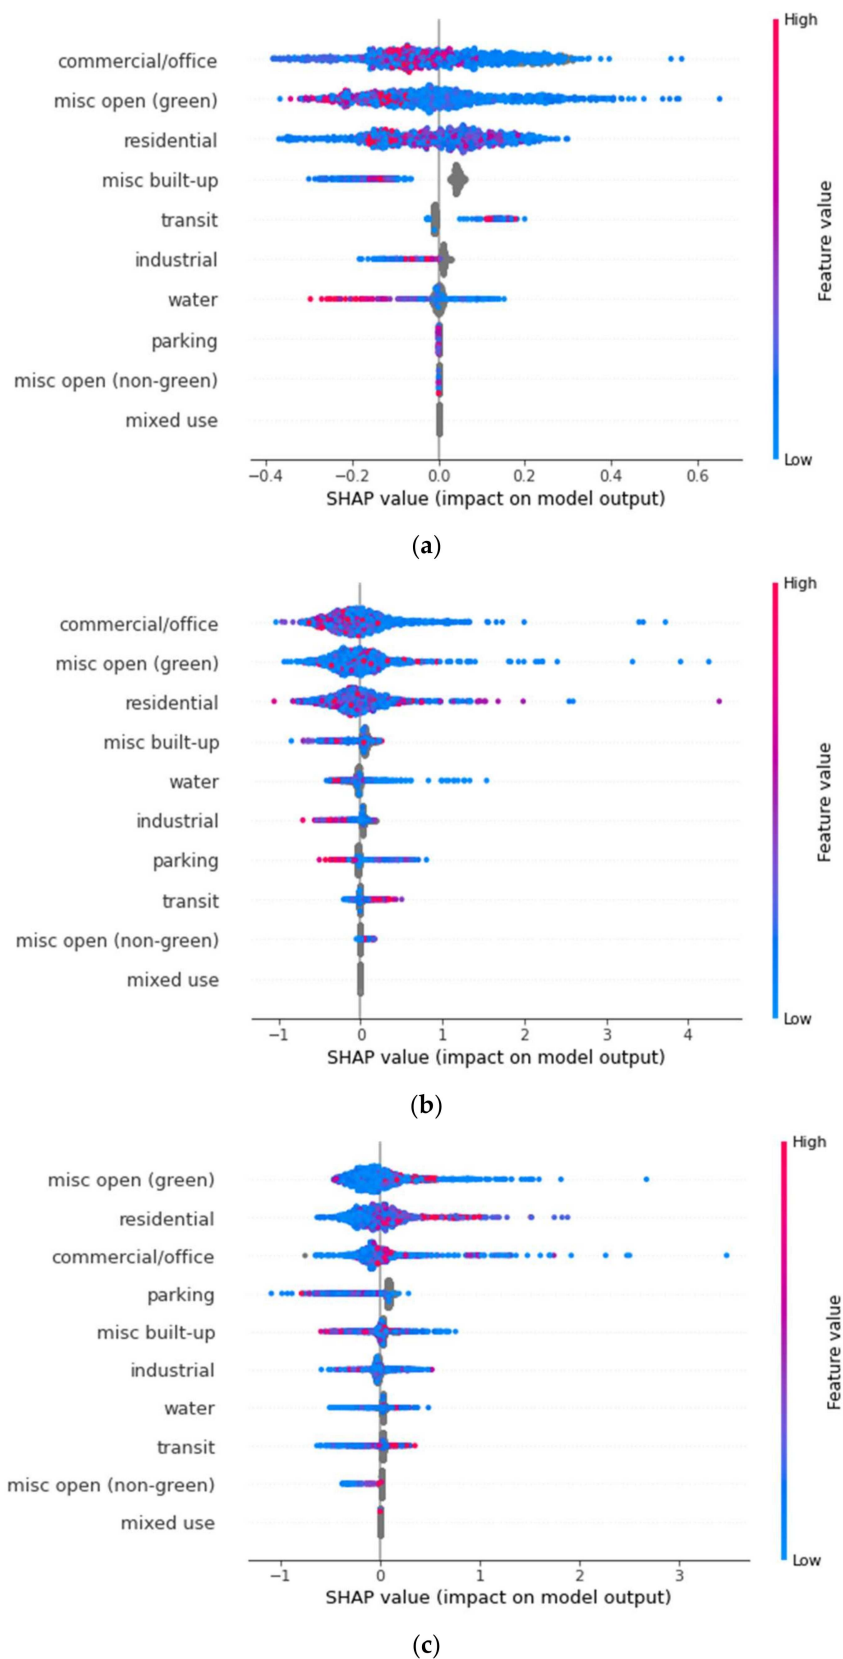 High
commercial/office
misc open (green)
residential
misc built-up
transit
industrial
water
parking
misc open (non-green)
mixed use
Feature value
Low
−0.4 −0.2 0.0 0.2 0.4 0.6
SHAP value (impact on model output)
(a)
High
commercial/office
misc open (green)
residential
misc built-up
water
industrial
parking
transit
misc open (non-green)
mixed use
Feature value
Low
−1 0 1 2 3 4
SHAP value (impact on model output)
(b)
High
misc open (green)
residential
commercial/office
parking
misc built-up
industrial
water
transit
misc open (non-green)
mixed use
Feature value
Low
−1 0 1 2 3
SHAP value (impact on model output)
(c)